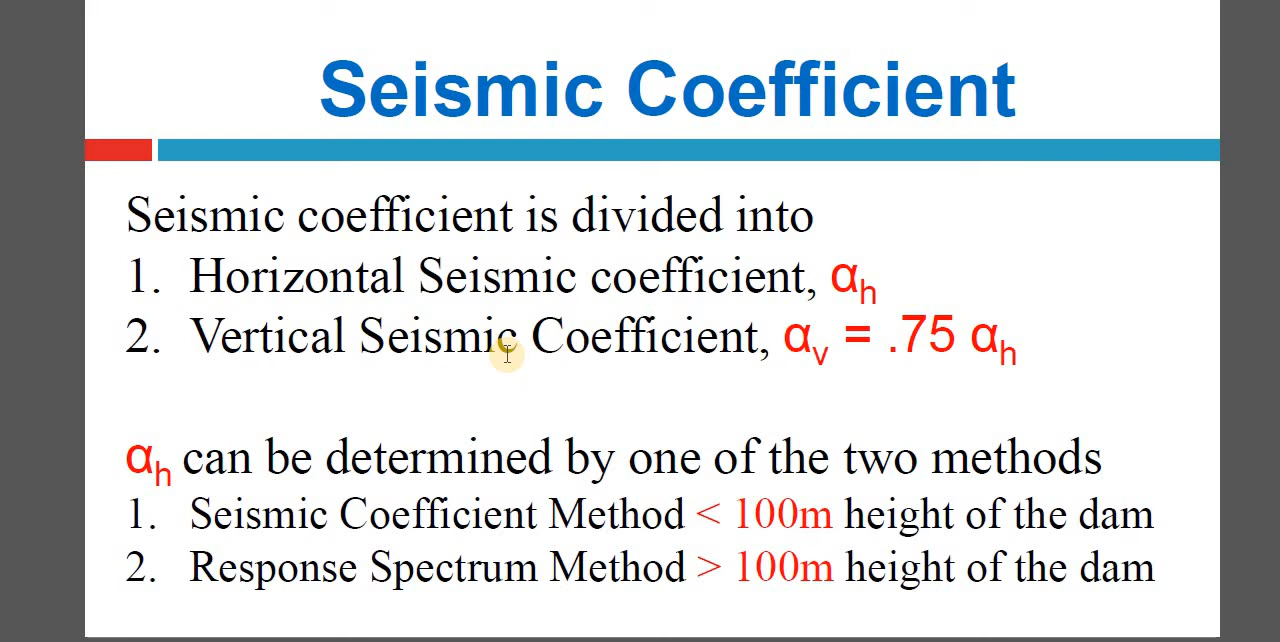 Seismic Coefficient
Seismic coefficient is divided into
1. Horizontal Seismic coefficient, αh
2. Vertical Seismic Coefficient, αv = .75 αh
αh can be determined by one of the two methods
1. Seismic Coefficient Method < 100m height of the dam
2. Response Spectrum Method > 100m height of the dam